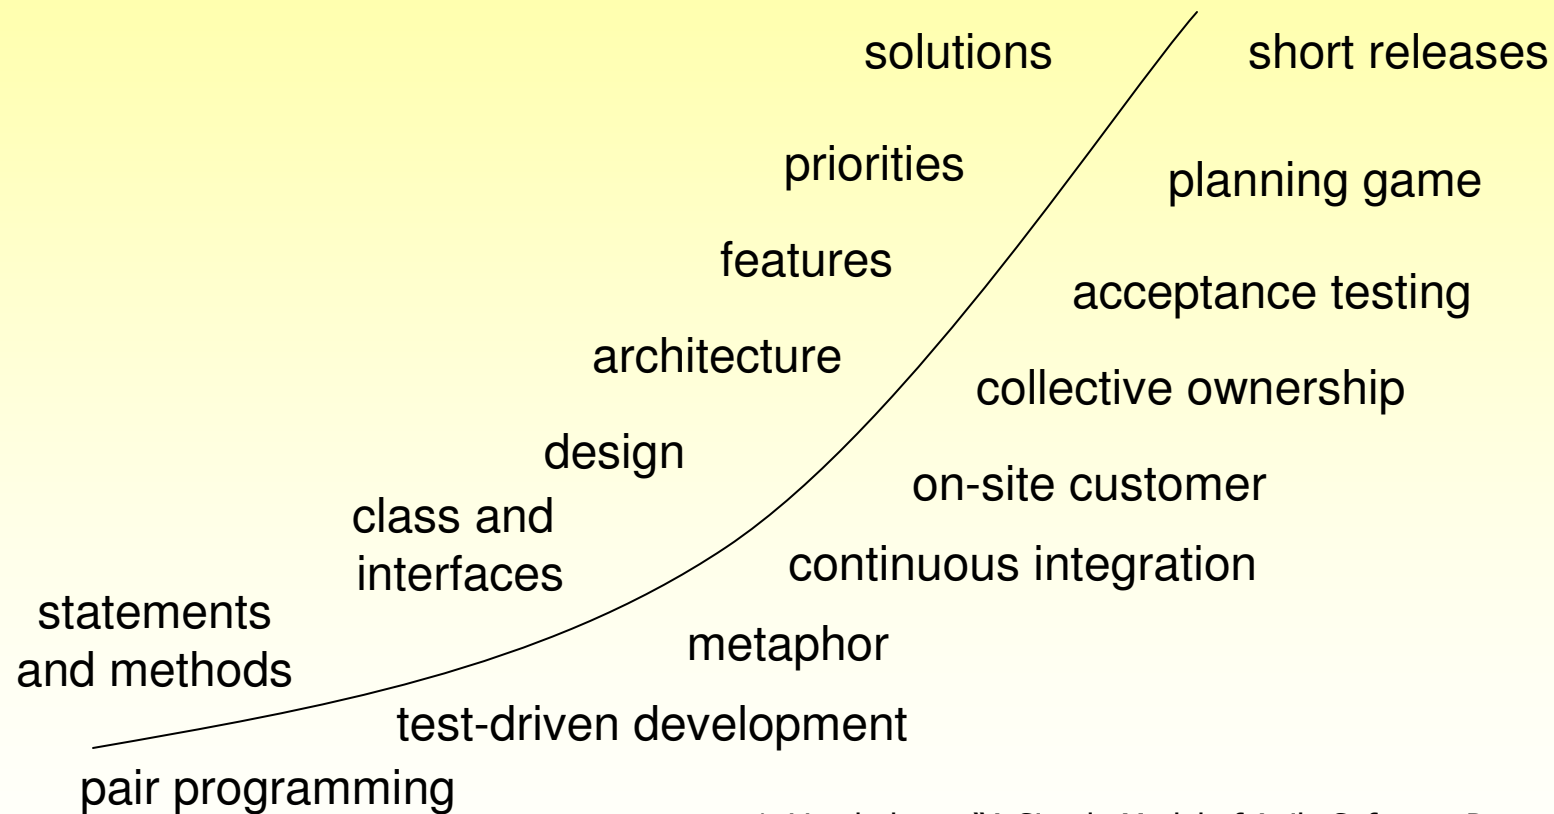 solutions
short releases
priorities
planning game
features
acceptance testing
architecture
collective ownership
design
on-site customer
class and
interfaces
continuous integration
statements
and methods
metaphor
test-driven development
pair programming